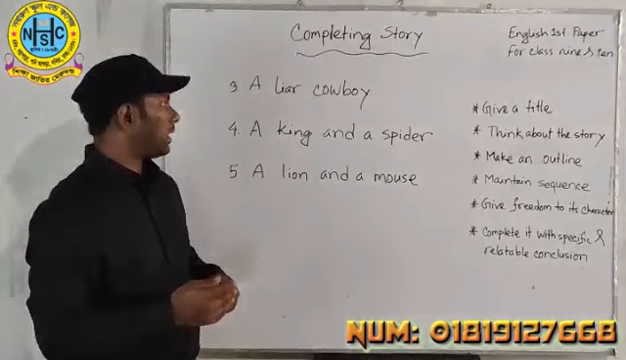 Completing Story
English 1st Paper
For class nine & ten
3 A liar cowboy
4. A king and a spider
5 A lion and a mouse
* Give a title
* Think about the story
* Make an outline
* Maintain sequence
* Give freedom to its character
* Complete it with specific &
relatable conclusion
NHSC
শিক্ষা জাতির মেরুদন্ড
NUM: 01819127668